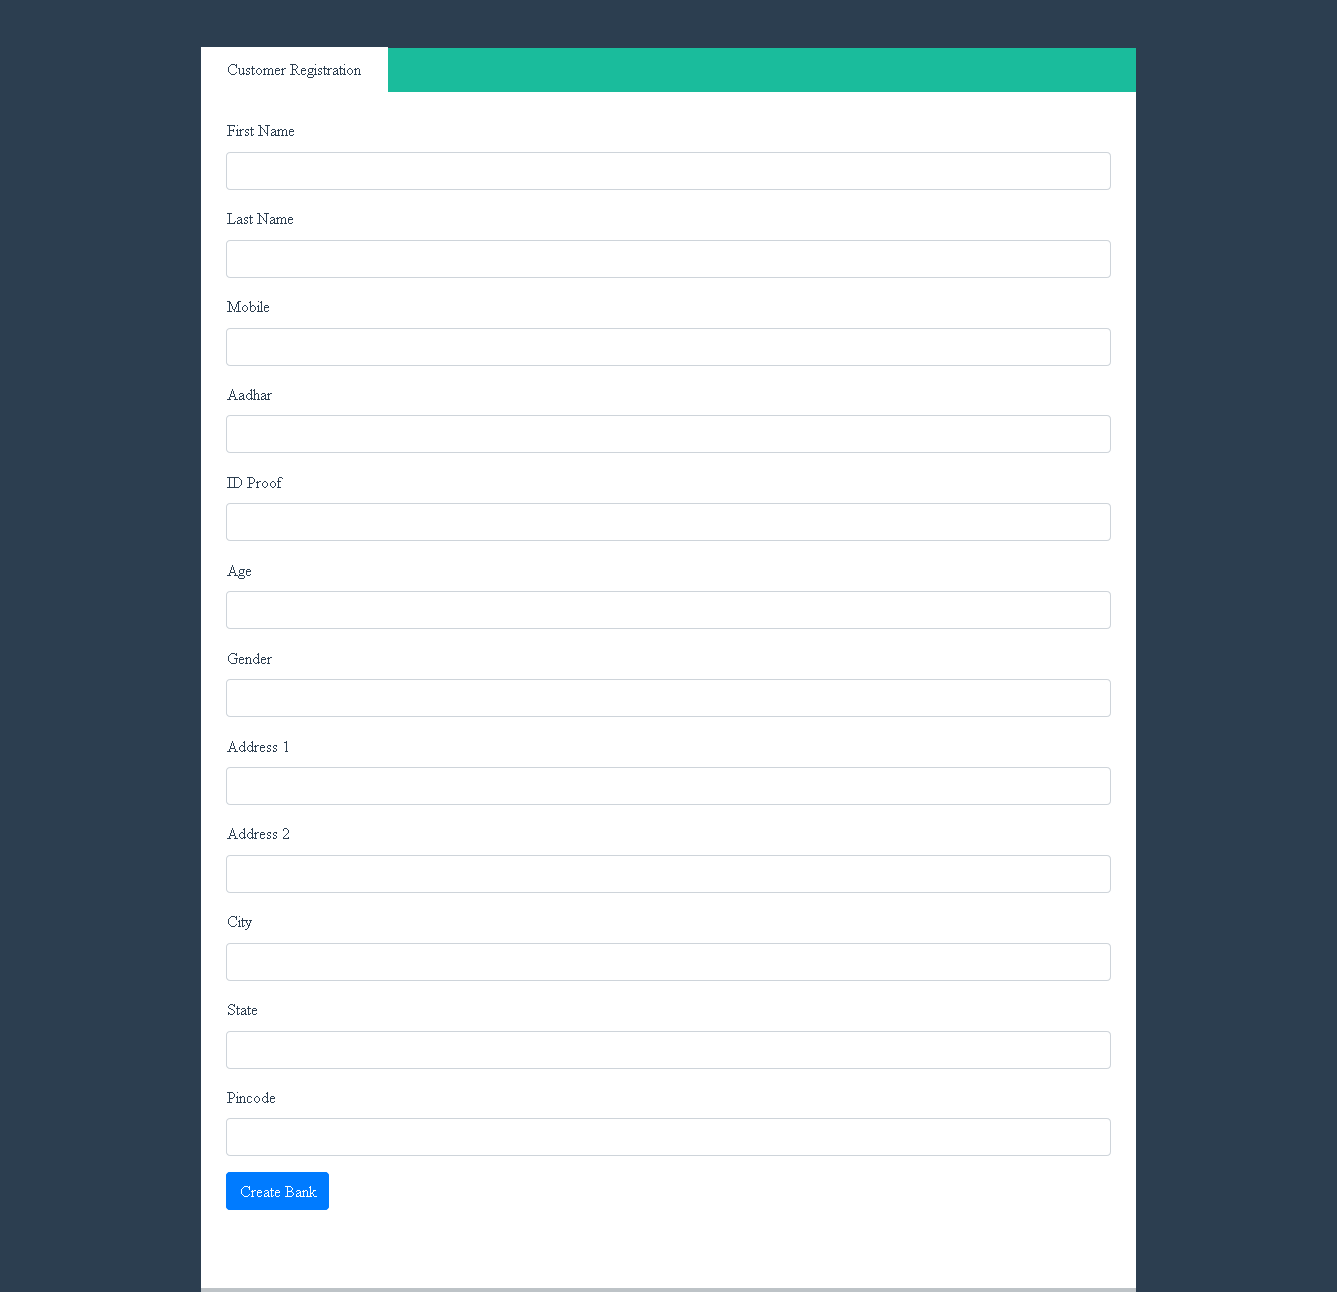 Customer Registration
First Name
Last Name
Mobile
Aadhar
ID Proof
Age
Gender
Address 1
Address 2
City
State
Pincode
Create Bank